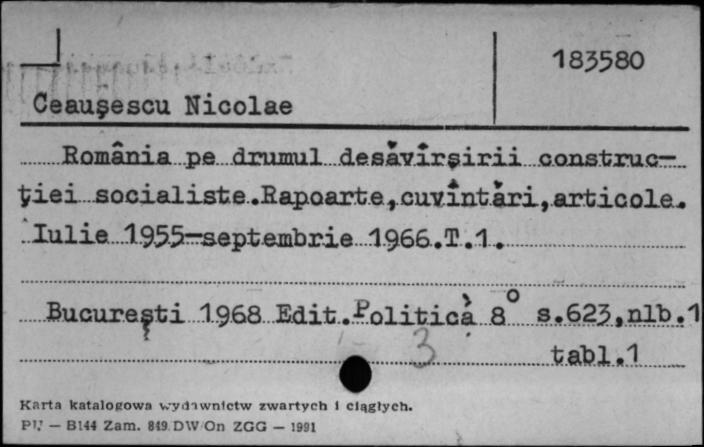 183580
Ceauşescu Nicolae
România pe drumul desăvîrşirii construc-
ţiei socialiste.Rapoarte,cuvîntări,articole.
Iulie 1955-septembrie 1966.T.1.
Bucureşti 1968 Edit.Politică 8° s.623,nlb.1
3
tabl.1
Karta katalogowa wydawnictw zwartych i ciągłych.
PU — B144 Zam. 849 DW/On ZGG — 1991